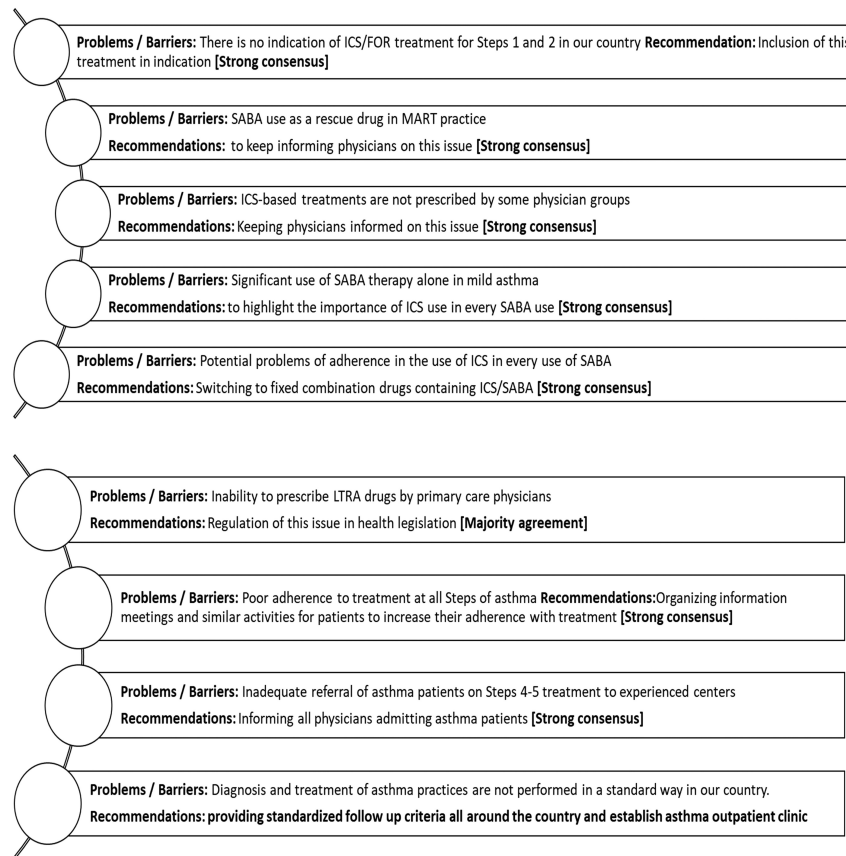 Problems / Barriers: There is no indication of ICS/FOR treatment for Steps 1 and 2 in our country Recommendation: Inclusion of this
treatment in indication [Strong consensus]
Problems / Barriers: SABA use as a rescue drug in MART practice
Recommendations: to keep informing physicians on this issue [Strong consensus]
Problems / Barriers: ICS-based treatments are not prescribed by some physician groups
Recommendations: Keeping physicians informed on this issue [Strong consensus]
Problems / Barriers: Significant use of SABA therapy alone in mild asthma
Recommendations: to highlight the importance of ICS use in every SABA use [Strong consensus]
Problems / Barriers: Potential problems of adherence in the use of ICS in every use of SABA
Recommendations: Switching to fixed combination drugs containing ICS/SABA [Strong consensus]
Problems / Barriers: Inability to prescribe LTRA drugs by primary care physicians
Recommendations: Regulation of this issue in health legislation [Majority agreement]
Problems / Barriers: Poor adherence to treatment at all Steps of asthma Recommendations:Organizing information
meetings and similar activities for patients to increase their adherence with treatment [Strong consensus]
Problems / Barriers: Inadequate referral of asthma patients on Steps 4-5 treatment to experienced centers
Recommendations: Informing all physicians admitting asthma patients [Strong consensus]
Problems / Barriers: Diagnosis and treatment of asthma practices are not performed in a standard way in our country.
Recommendations: providing standardized follow up criteria all around the country and establish asthma outpatient clinic